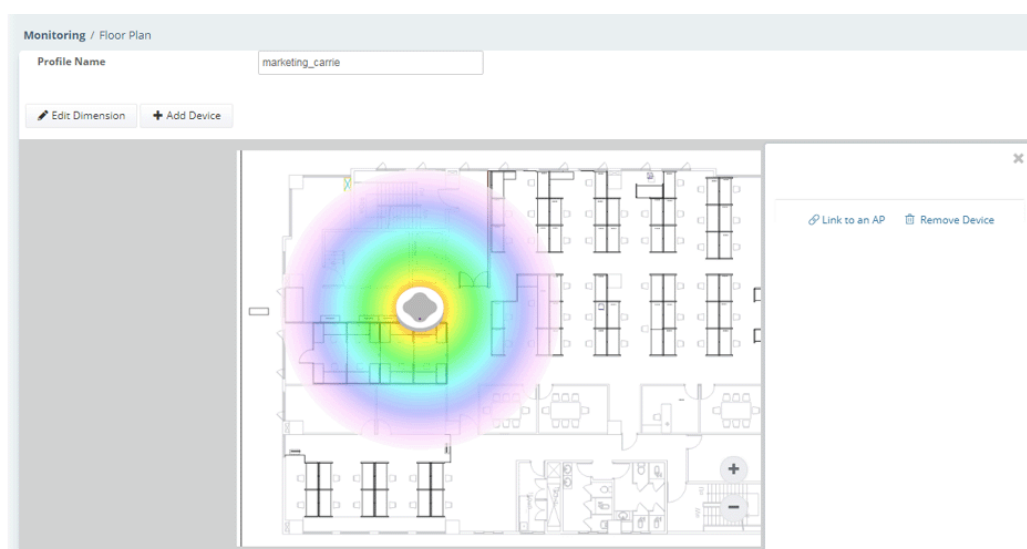 Monitoring / Floor Plan
Profile Name
marketing_carrie
Edit Dimension
Add Device
Link to an AP
Remove Device